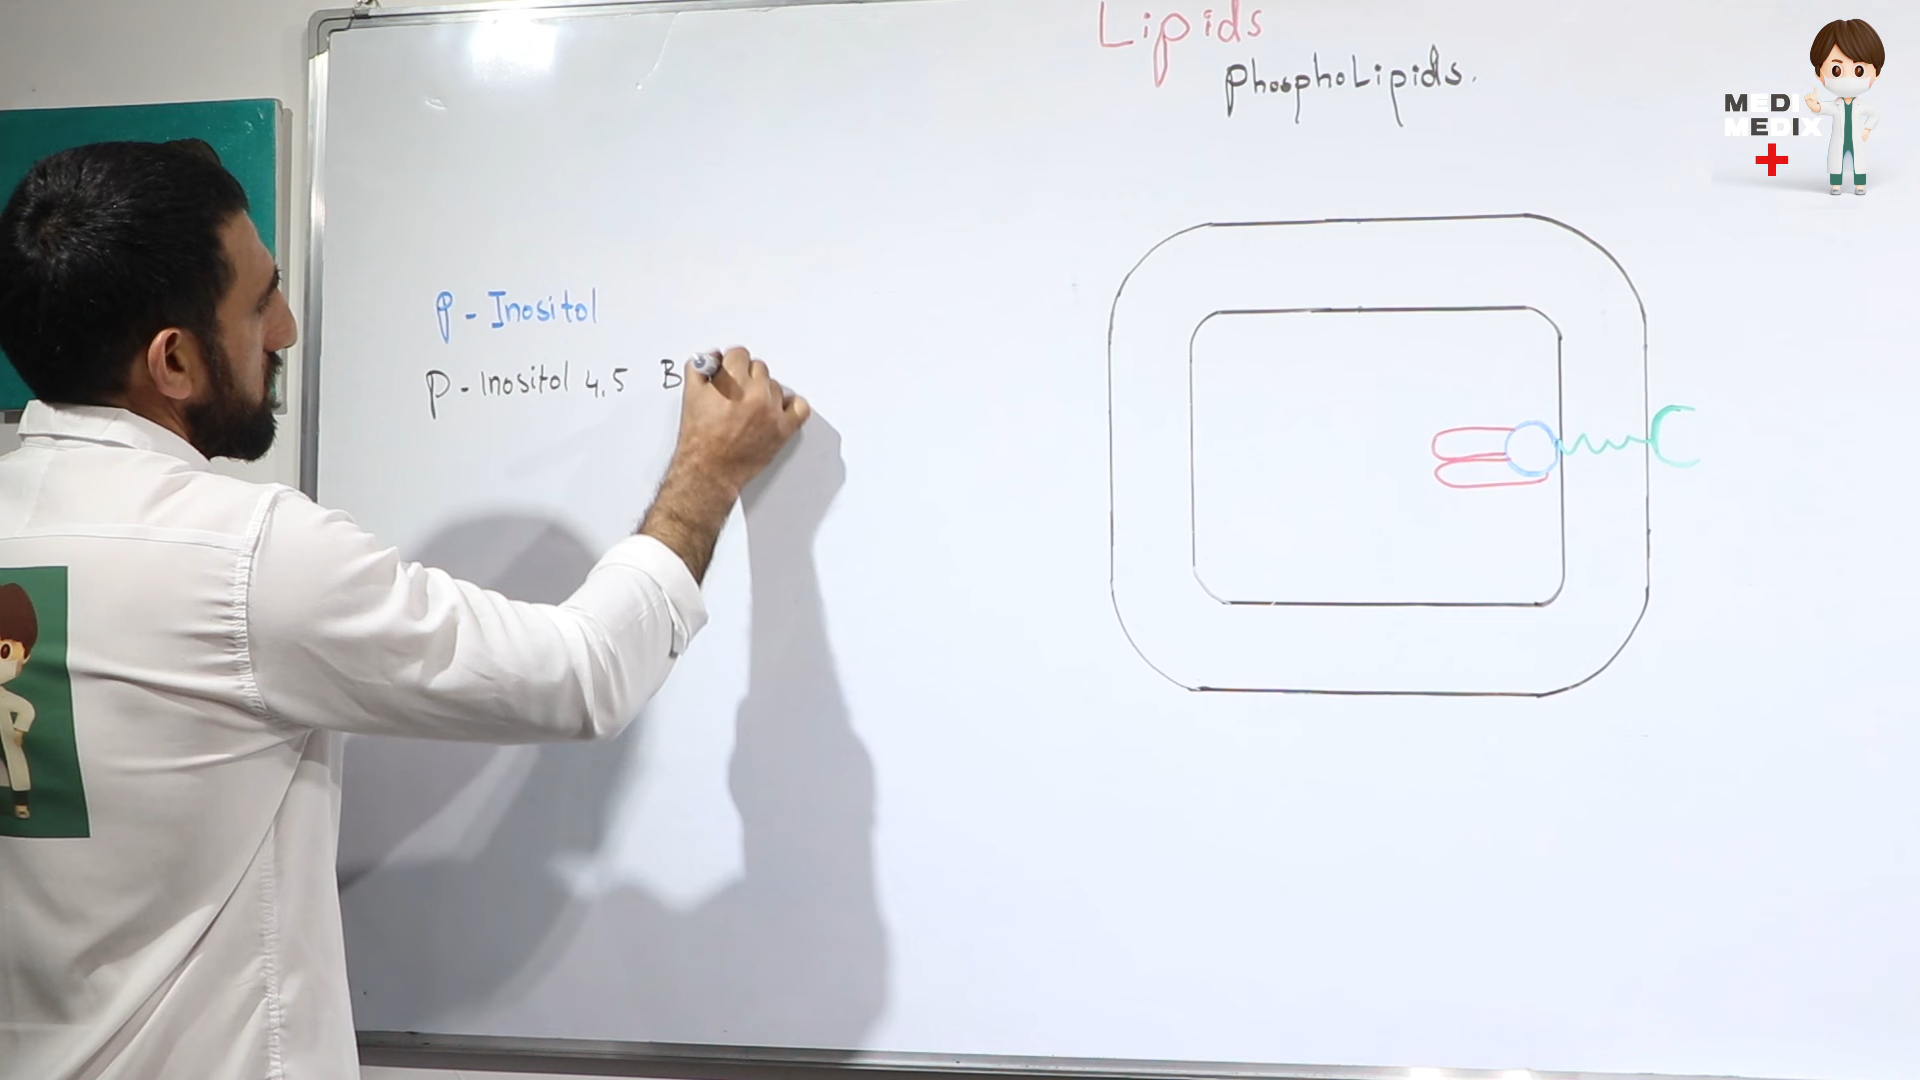 Lipids
phosphoLipids.
MEDI
MEDIX
P - Inositol
P - Inositol 4,5 B